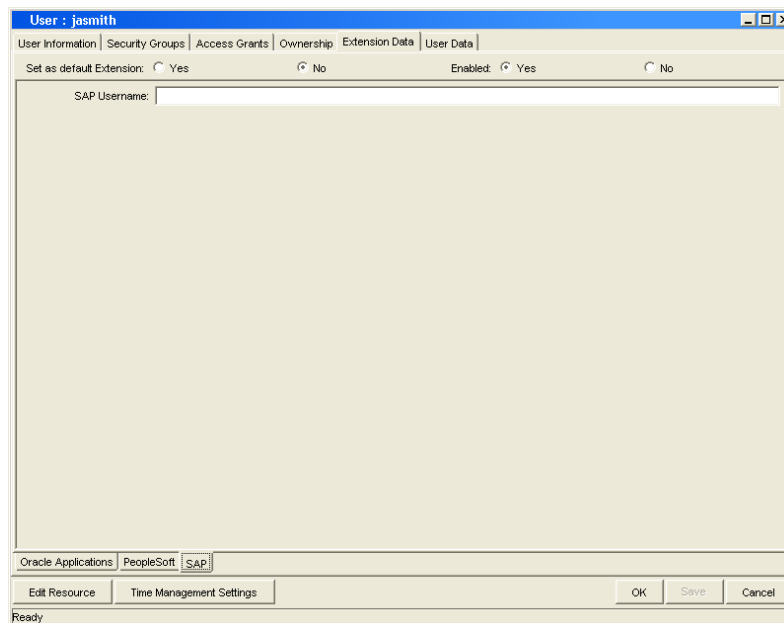 User : jasmith
User Information Security Groups Access Grants Ownership Extension Data User Data
Set as default Extension: Yes No Enabled: Yes No
SAP Username:
Oracle Applications PeopleSoft SAP
Edit Resource Time Management Settings OK Save Cancel
Ready